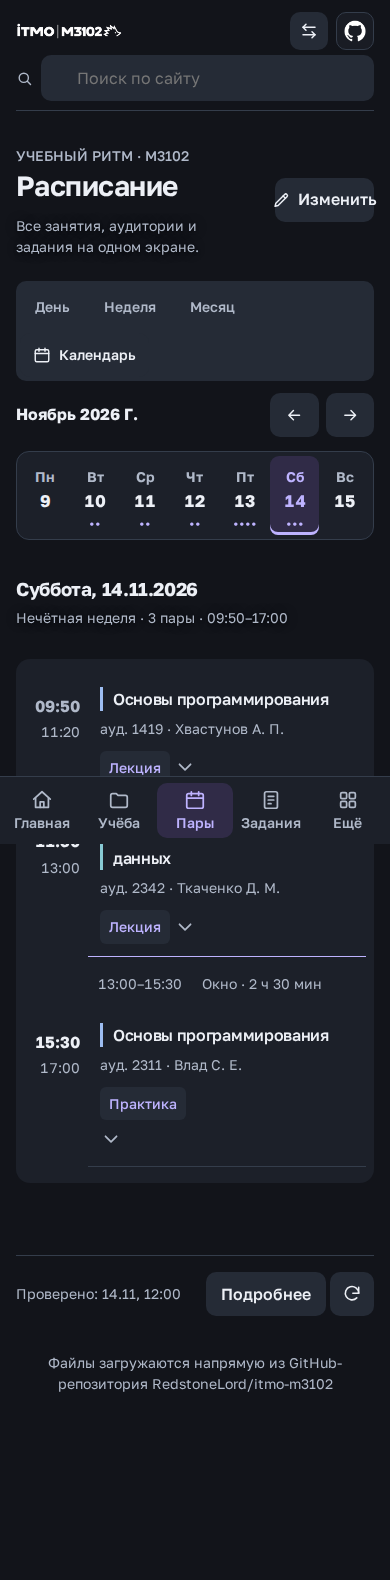 iTMO | M3102
Поиск по сайту
УЧЕБНЫЙ РИТМ · M3102
Расписание
Изменить
Все занятия, аудитории и
задания на одном экране.
День Неделя Месяц
Календарь
Ноябрь 2026 Г.
Пн Вт Ср Чт Пт Сб Вс
9 10 11 12 13 14 15
Суббота, 14.11.2026
Нечётная неделя · 3 пары · 09:50–17:00
09:50 Основы программирования
11:20 ауд. 1419 · Хвастунов А. П.
Лекция
Главная Учёба Пары Задания Ещё
данных
13:00 ауд. 2342 · Ткаченко Д. М.
Лекция
13:00–15:30 Окно · 2 ч 30 мин
15:30 Основы программирования
17:00 ауд. 2311 · Влад С. Е.
Практика
Проверено: 14.11, 12:00 Подробнее
Файлы загружаются напрямую из GitHub-
репозитория RedstoneLord/itmo-m3102